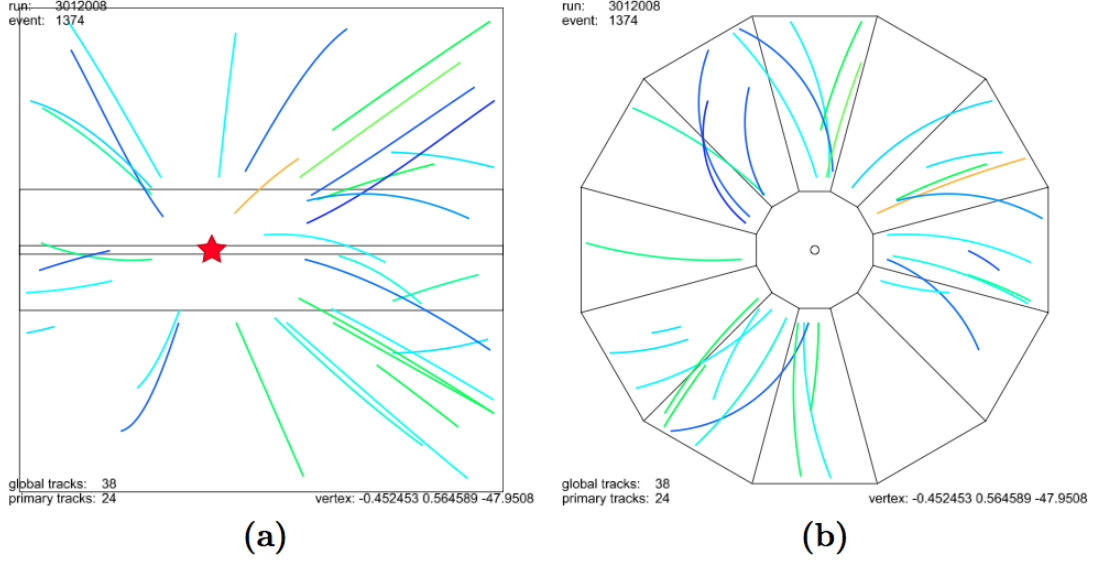 run: 3012008
event: 1374
global tracks: 38
primary tracks: 24
vertex: -0.452453 0.564589 -47.9508
(a)
run: 3012008
event: 1374
global tracks: 38
primary tracks: 24
vertex: -0.452453 0.564589 -47.9508
(b)